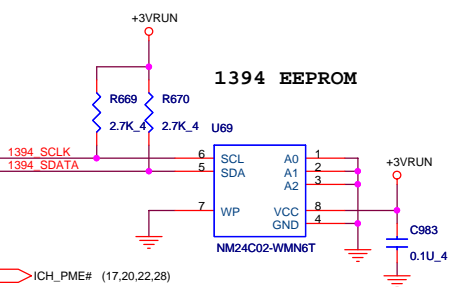 +3VRUN
1394 EEPROM
R669 R670
2.7K_4 2.7K_4 U69
1394_SCLK 6 SCL A0 1
1394_SDATA 5 SDA A1 2
A2 3
+3VRUN
7 WP VCC 8
GND 4
C983
NM24C02-WMN6T
0.1U_4
ICH_PME# (17,20,22,28)